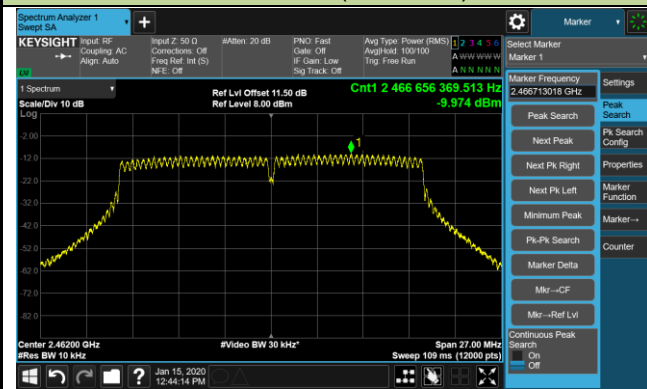 Spectrum Analyzer 1
Swept SA
Marker
KEYSIGHT
Input: RF
Coupling: AC
Align: Auto
Input Z: 50 Ω
Corrections: Off
Freq Ref: Int (S)
NFE: Off
#Atten: 20 dB
PNO: Fast
Gate: Off
IF Gain: Low
Sig Track: Off
Avg Type: Power (RMS)
Avg|Hold: 100/100
Trig: Free Run
1 2 3 4 5 6
A W W W W W
A N N N N N
LV
Select Marker
Marker 1
1 Spectrum
Scale/Div 10 dB
Log
Ref Lvl Offset 11.50 dB
Ref Level 8.00 dBm
Cnt1 2 466 656 369.513 Hz
-9.974 dBm
1
-2.00
-12.0
-22.0
-32.0
-42.0
-52.0
-62.0
-72.0
-82.0
Center 2.46200 GHz
#Res BW 10 kHz
#Video BW 30 kHz*
Span 27.00 MHz
Sweep 109 ms (12000 pts)
Marker Frequency
2.466713018 GHz
Peak Search
Next Peak
Next Pk Right
Next Pk Left
Minimum Peak
Pk-Pk Search
Marker Delta
Mkr→CF
Mkr→Ref Lvl
Continuous Peak
Search
On
Off
Settings
Peak
Search
Pk Search
Config
Properties
Marker
Function
Marker→
Counter
Jan 15, 2020
12:44:14 PM